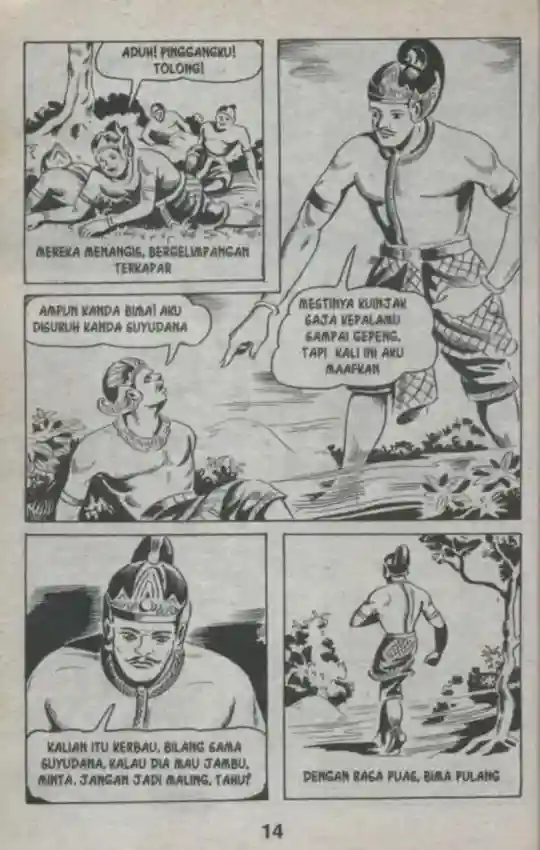 ADUH! PINGGANGKU!
TOLONG!
MEREKA MENANGIS, BERGELIMPANGAN
TERKAPAR
AMPUN KANDA BIMA! AKU
DISURUH KANDA SUYUDANA
MESTINYA KUINJAK
SAJA KEPALAMU
SAMPAI GEPENG,
TAPI KALI INI AKU
MAAFKAN
KALIAN ITU KERBAU, BILANG SAMA
SUYUDANA, KALAU DIA MAU JAMBU,
MINTA. JANGAN JADI MALING, TAHU?
DENGAN RASA PUAS, BIMA PULANG
14